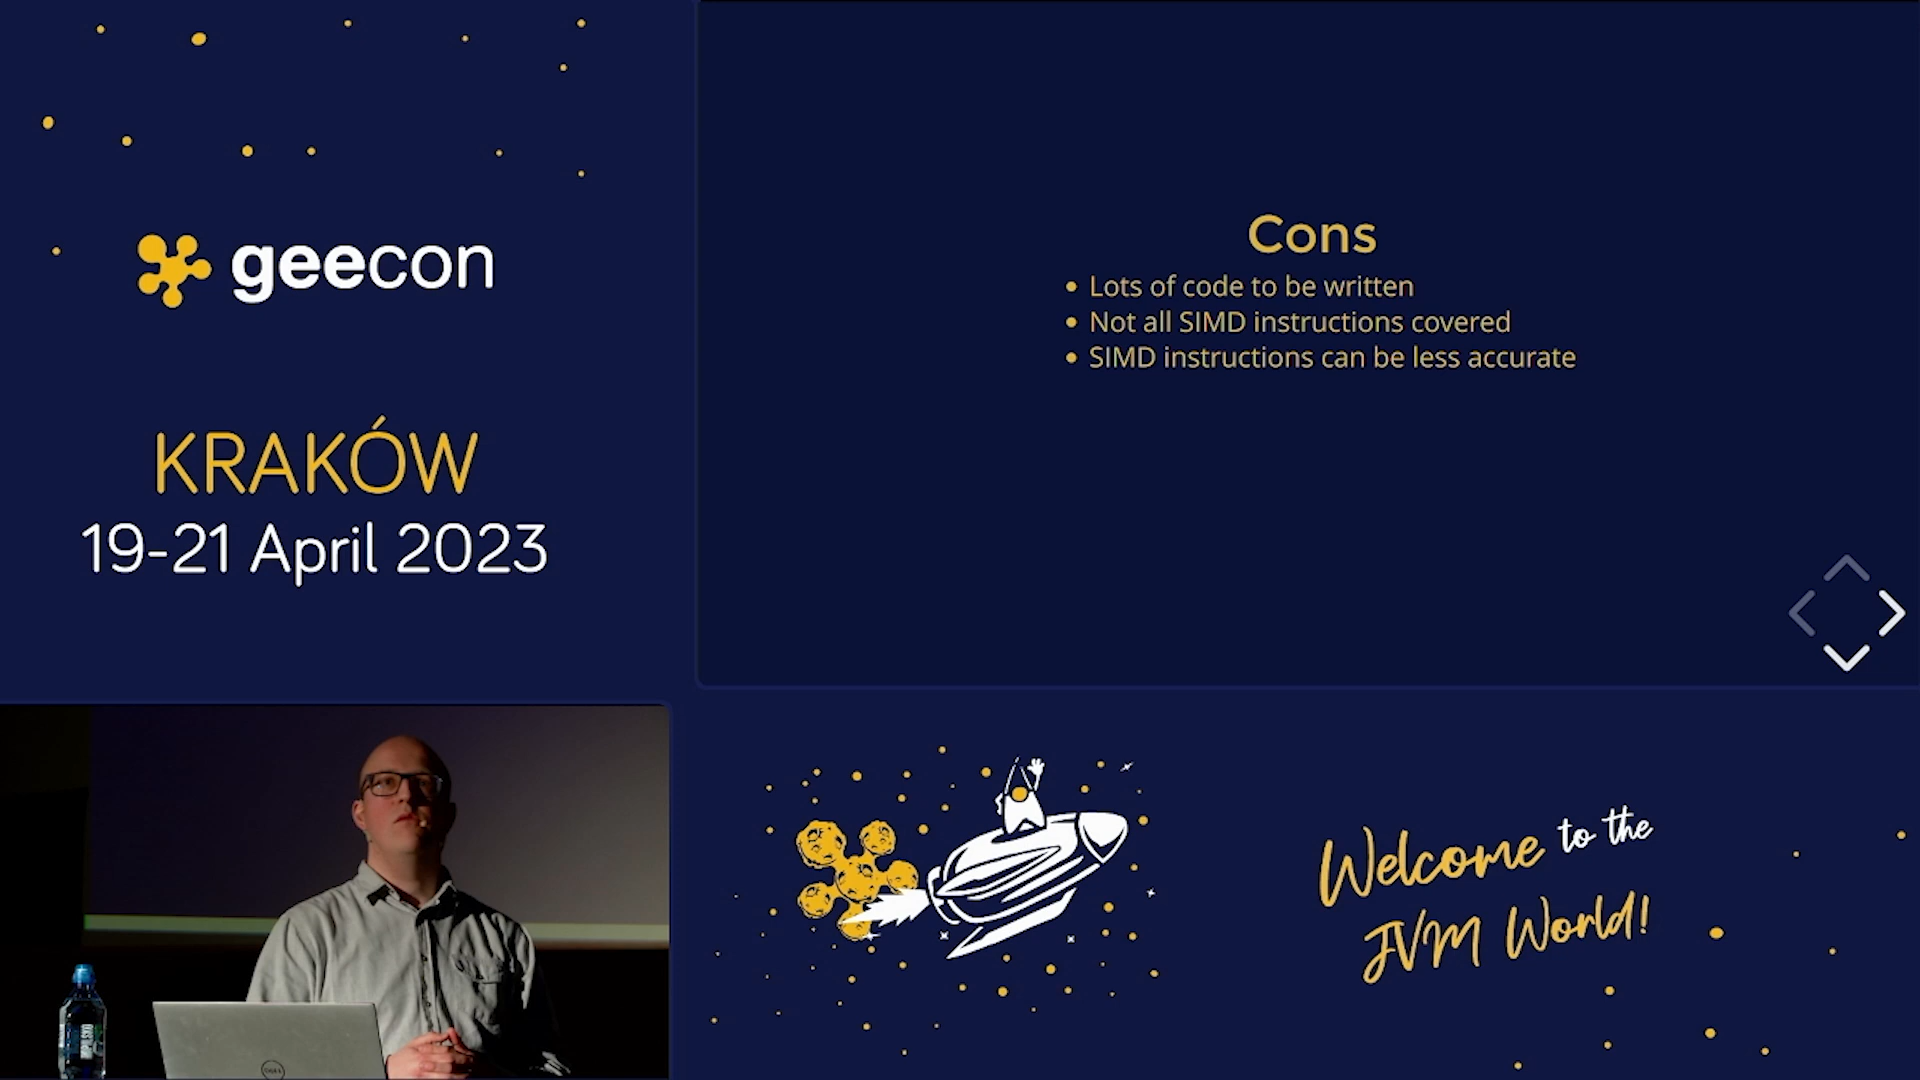 geecon
KRAKÓW
19-21 April 2023
Cons
Lots of code to be written
Not all SIMD instructions covered
SIMD instructions can be less accurate
Welcome to the
JVM World!
DELL